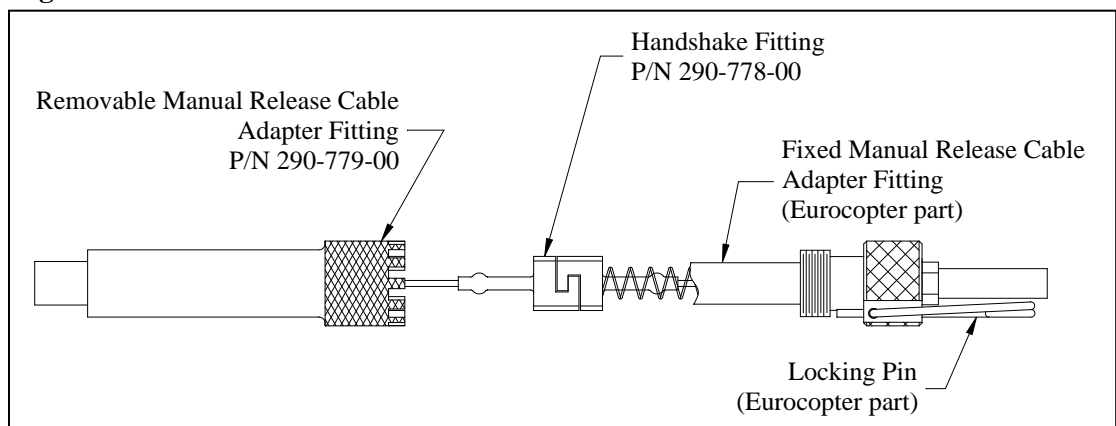 Handshake Fitting
P/N 290-778-00
Removable Manual Release Cable
Adapter Fitting
P/N 290-779-00
Fixed Manual Release Cable
Adapter Fitting
(Eurocopter part)
Locking Pin
(Eurocopter part)